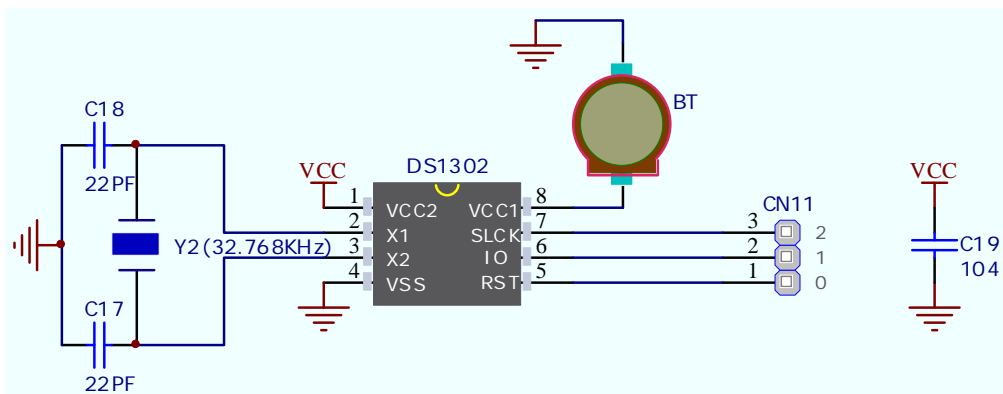 C18
22PF
Y2(32.768KHz)
C17
22PF
VCC
DS1302
1
2
3
4
VCC2
X1
X2
VSS
VCC1
SLCK
IO
RST
8
7
6
5
BT
CN11
3
2
1
2
1
0
VCC
C19
104